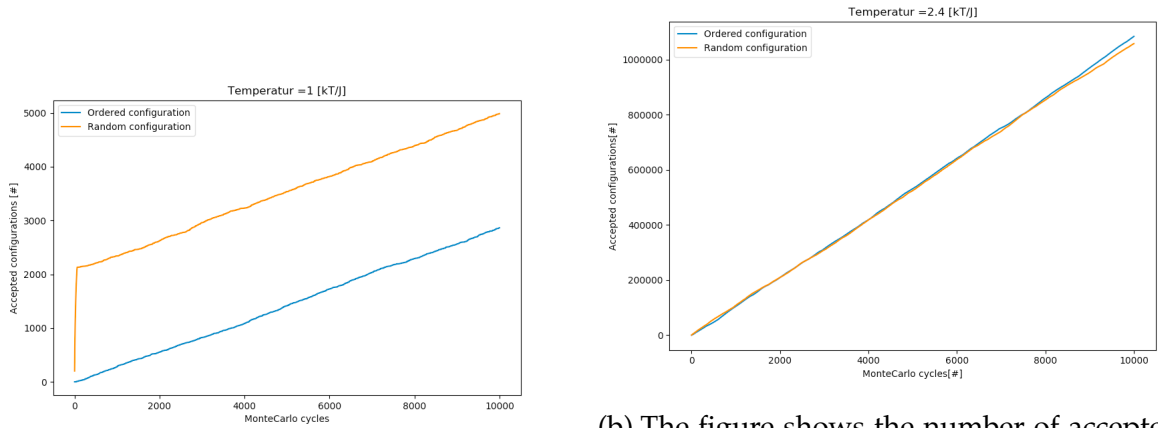 Temperatur =1 [kT/J]
Ordered configuration
Random configuration
5000
4000
3000
2000
1000
0
Accepted configurations [#]
0
2000
4000
6000
8000
10000
MonteCarlo cycles
Temperatur =2.4 [kT/J]
Ordered configuration
Random configuration
1000000
800000
600000
400000
200000
0
Accepted configurations[#]
0
2000
4000
6000
8000
10000
MonteCarlo cycles[#]
(b) The figure shows the number of accepte